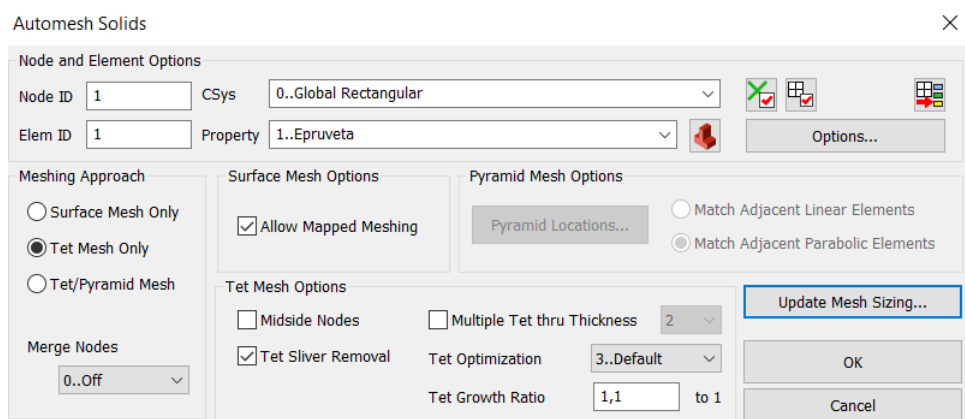 Automesh Solids
Node and Element Options
Node ID 1 CSys 0..Global Rectangular
Elem ID 1 Property 1..Epruveta Options...
Meshing Approach
Surface Mesh Only
Tet Mesh Only
Tet/Pyramid Mesh
Merge Nodes
0..Off
Surface Mesh Options
Allow Mapped Meshing
Pyramid Mesh Options
Pyramid Locations...
Match Adjacent Linear Elements
Match Adjacent Parabolic Elements
Tet Mesh Options
Midside Nodes Multiple Tet thru Thickness 2
Tet Sliver Removal Tet Optimization 3..Default
Tet Growth Ratio 1,1 to 1
Update Mesh Sizing...
OK
Cancel